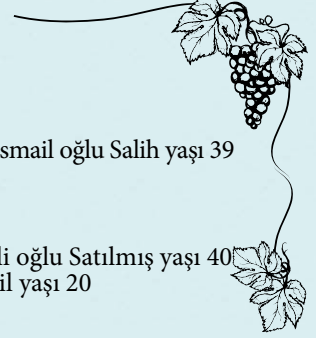 smail oğlu Salih yaşı 39
li oğlu Satılmış yaşı 40
il yaşı 20